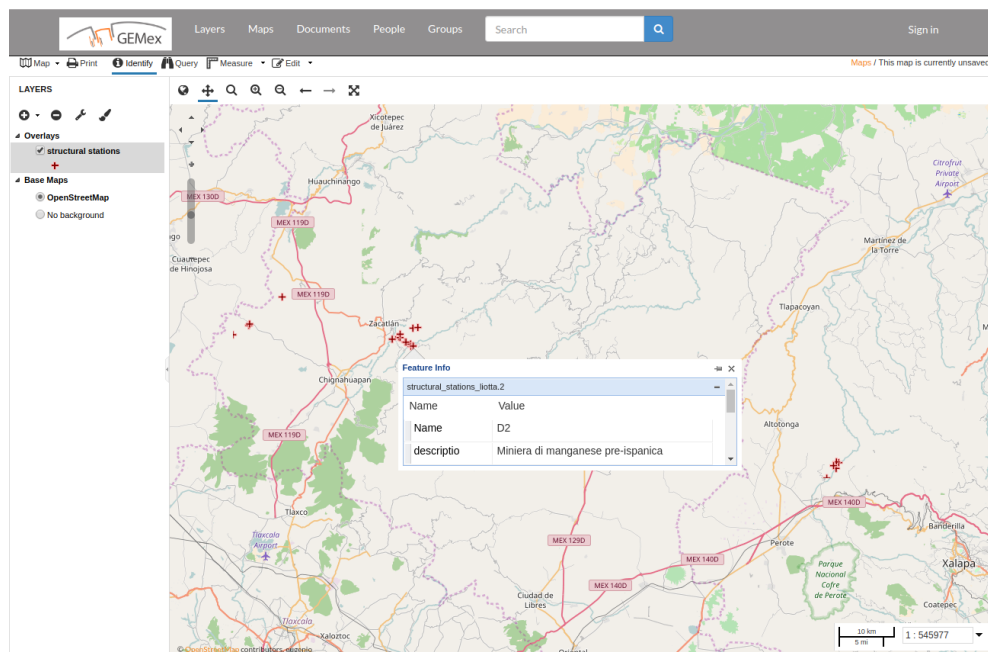 GEMex
Layers Maps Documents People Groups Search Sign in
Map Print Identify Query Measure Edit Maps / This map is currently unsaved
LAYERS
Overlays
structural stations
Base Maps
OpenStreetMap
No background
Xicotepec
de Juárez
Huauchinango
MEX 130D
MEX 119D
Citrofrut
Private
Airport
Martínez de
la Torre
Cuautepec
de Hinojosa
MEX 119D
Tlapacoyan
Zacatlán
Chignahuapan
Feature Info
structural_stations_liotta.2
Name Value
Name D2
descriptio Miniera di manganese pre-ispanica
Altotonga
MEX 119D
MEX 140D
Tlaxco
Banderilla
Tlaxcala
Airport
MEX 129D
Perote
MEX 140D
Xalapa
Parque
Nacional
Cofre
de Perote
MEX 140D
Ciudad de
Libres
Coatepec
Tlaxcala
Xaloztoc
10 km
5 mi
1 : 545977
© OpenStreetMap contributors, geozoio
Oriental